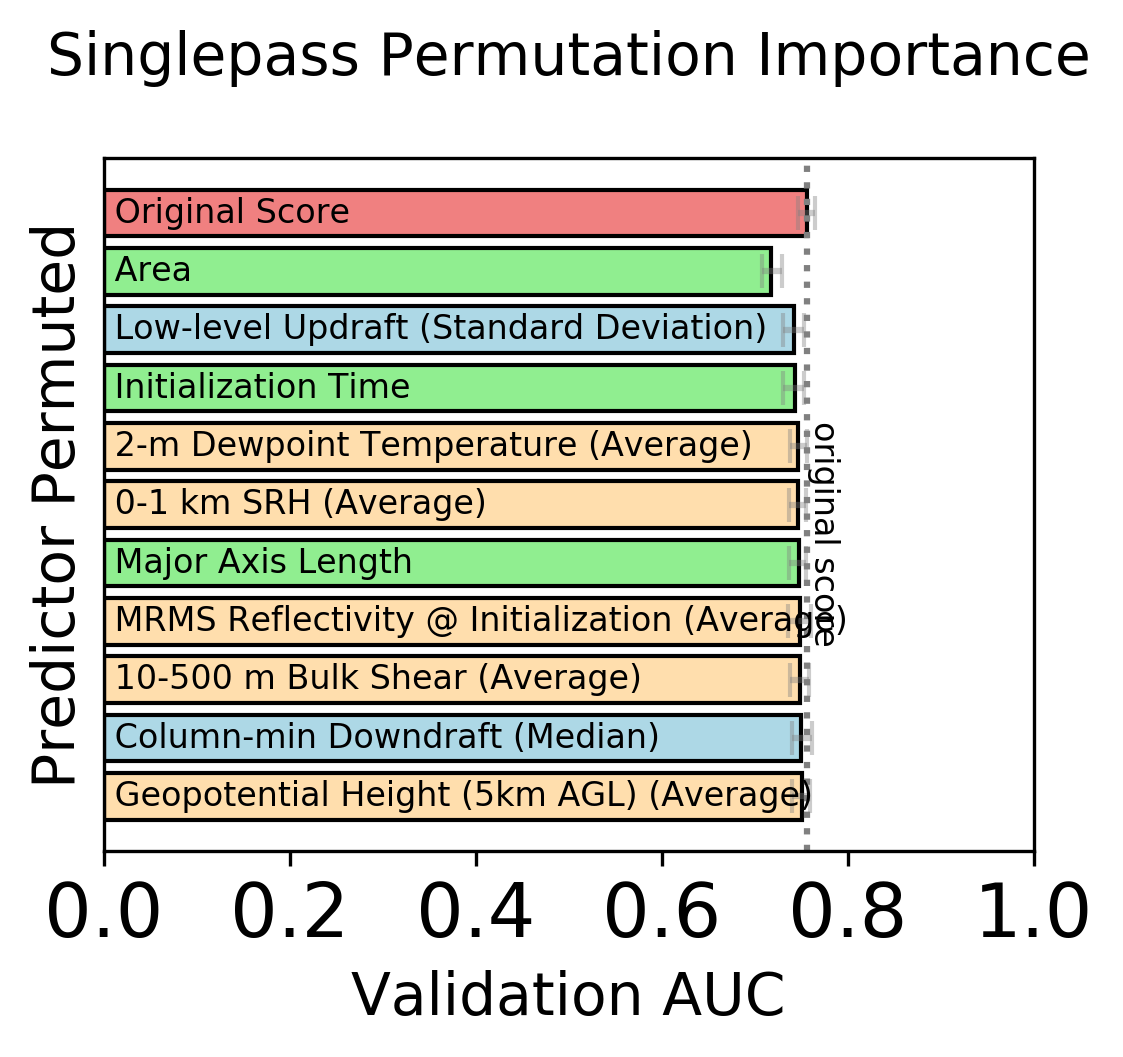 Singlepass Permutation Importance
Predictor Permuted
Original Score
Area
Low-level Updraft (Standard Deviation)
Initialization Time
2-m Dewpoint Temperature (Average)
0-1 km SRH (Average)
Major Axis Length
MRMS Reflectivity @ Initialization (Average)
10-500 m Bulk Shear (Average)
Column-min Downdraft (Median)
Geopotential Height (5km AGL) (Average)
original score
0.0 0.2 0.4 0.6 0.8 1.0
Validation AUC